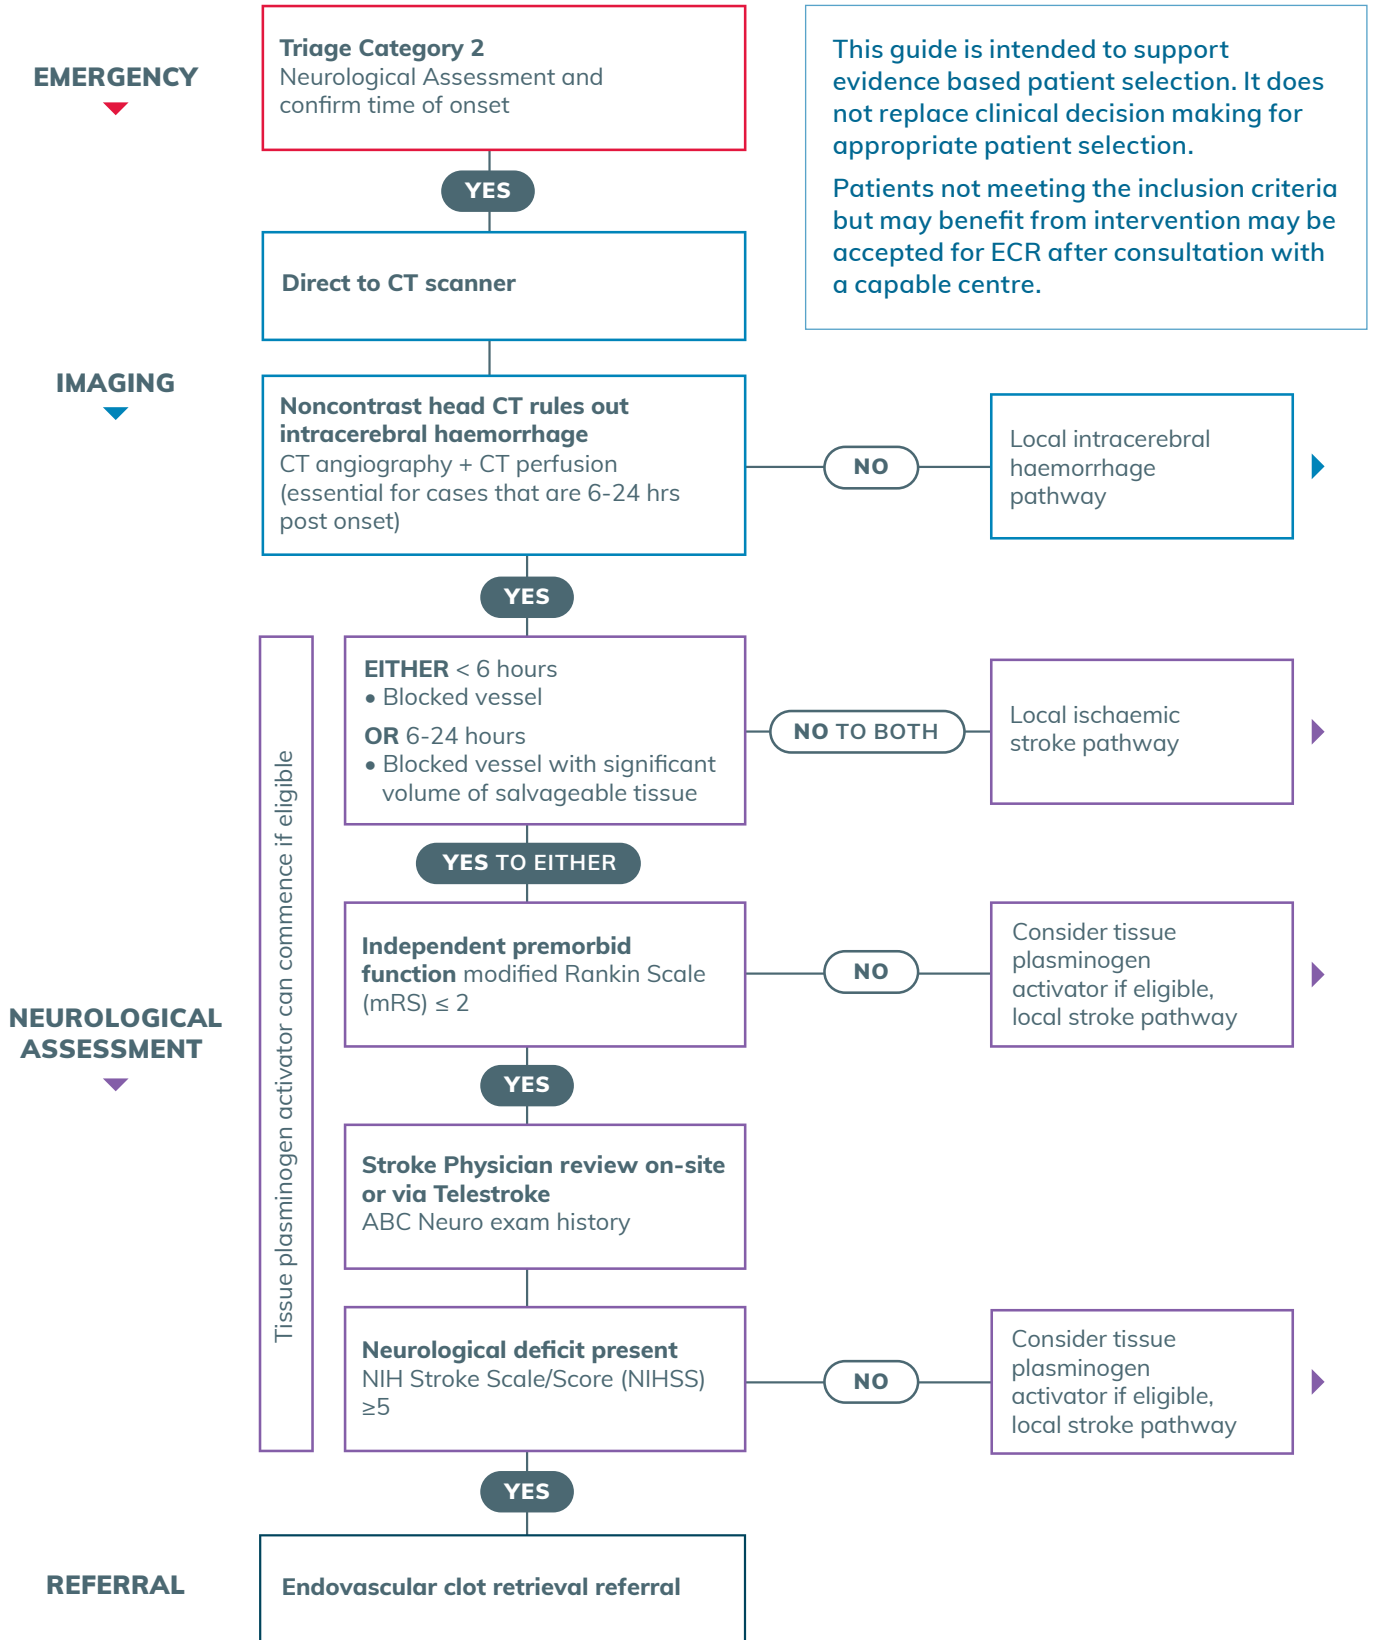 EMERGENCY
Triage Category 2
Neurological Assessment and
confirm time of onset
This guide is intended to support
evidence based patient selection. It does
not replace clinical decision making for
appropriate patient selection.
Patients not meeting the inclusion criteria
but may benefit from intervention may be
accepted for ECR after consultation with
a capable centre.
YES
Direct to CT scanner
IMAGING
Noncontrast head CT rules out
intracerebral haemorrhage
CT angiography + CT perfusion
(essential for cases that are 6-24 hrs
post onset)
NO
Local intracerebral
haemorrhage
pathway
YES
Tissue plasminogen activator can commence if eligible
EITHER < 6 hours
• Blocked vessel
OR 6-24 hours
• Blocked vessel with significant
volume of salvageable tissue
NO TO BOTH
Local ischaemic
stroke pathway
YES TO EITHER
NEUROLOGICAL
ASSESSMENT
Independent premorbid
function modified Rankin Scale
(mRS) ≤ 2
NO
Consider tissue
plasminogen
activator if eligible,
local stroke pathway
YES
Stroke Physician review on-site
or via Telestroke
ABC Neuro exam history
Neurological deficit present
NIH Stroke Scale/Score (NIHSS)
≥5
NO
Consider tissue
plasminogen
activator if eligible,
local stroke pathway
YES
REFERRAL
Endovascular clot retrieval referral